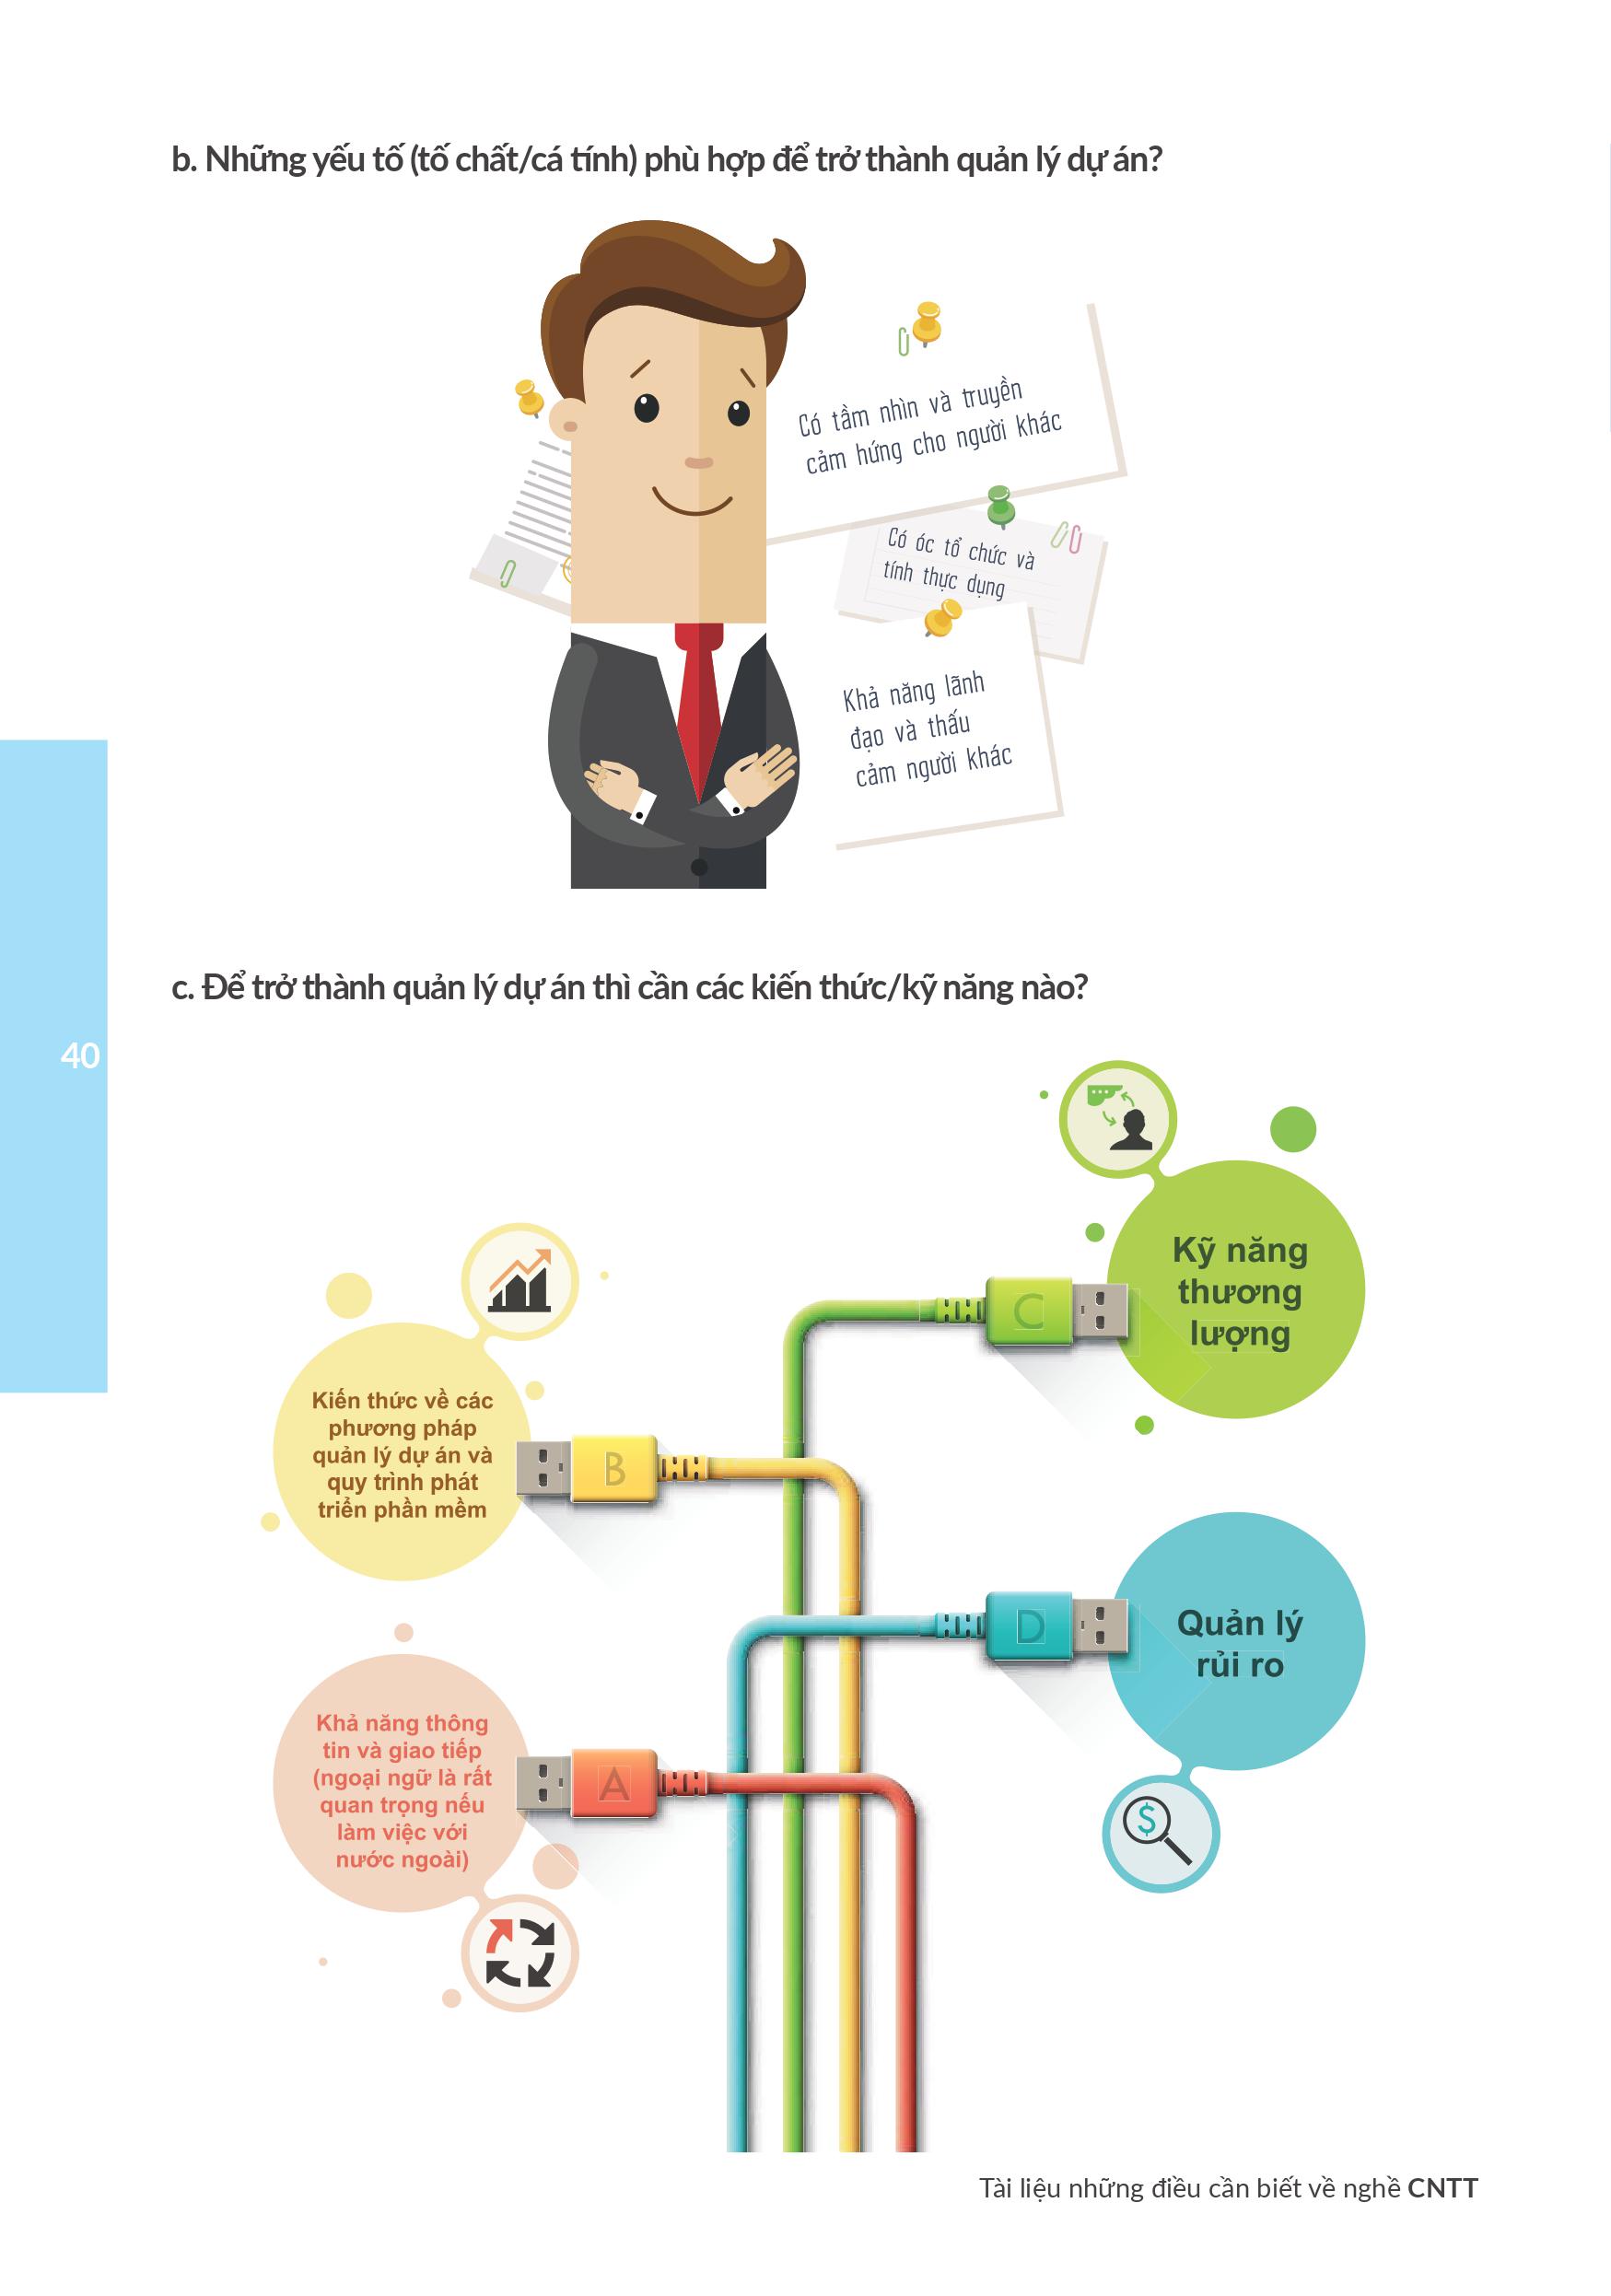 b. Những yếu tố (tố chất/cá tính) phù hợp để trở thành quản lý dự án?
Có tầm nhìn và truyền
cảm hứng cho người khác
Có óc tổ chức và
tính thực dụng
Khả năng lãnh
đạo và thấu
cảm người khác
c. Để trở thành quản lý dự án thì cần các kiến thức/kỹ năng nào?
40
Kỹ năng
thương
lượng
C
Kiến thức về các
phương pháp
quản lý dự án và
quy trình phát
triển phần mềm
B
Quản lý
rủi ro
D
Khả năng thông
tin và giao tiếp
(ngoại ngữ là rất
quan trọng nếu
làm việc với
nước ngoài)
A
$
Tài liệu những điều cần biết về nghề CNTT